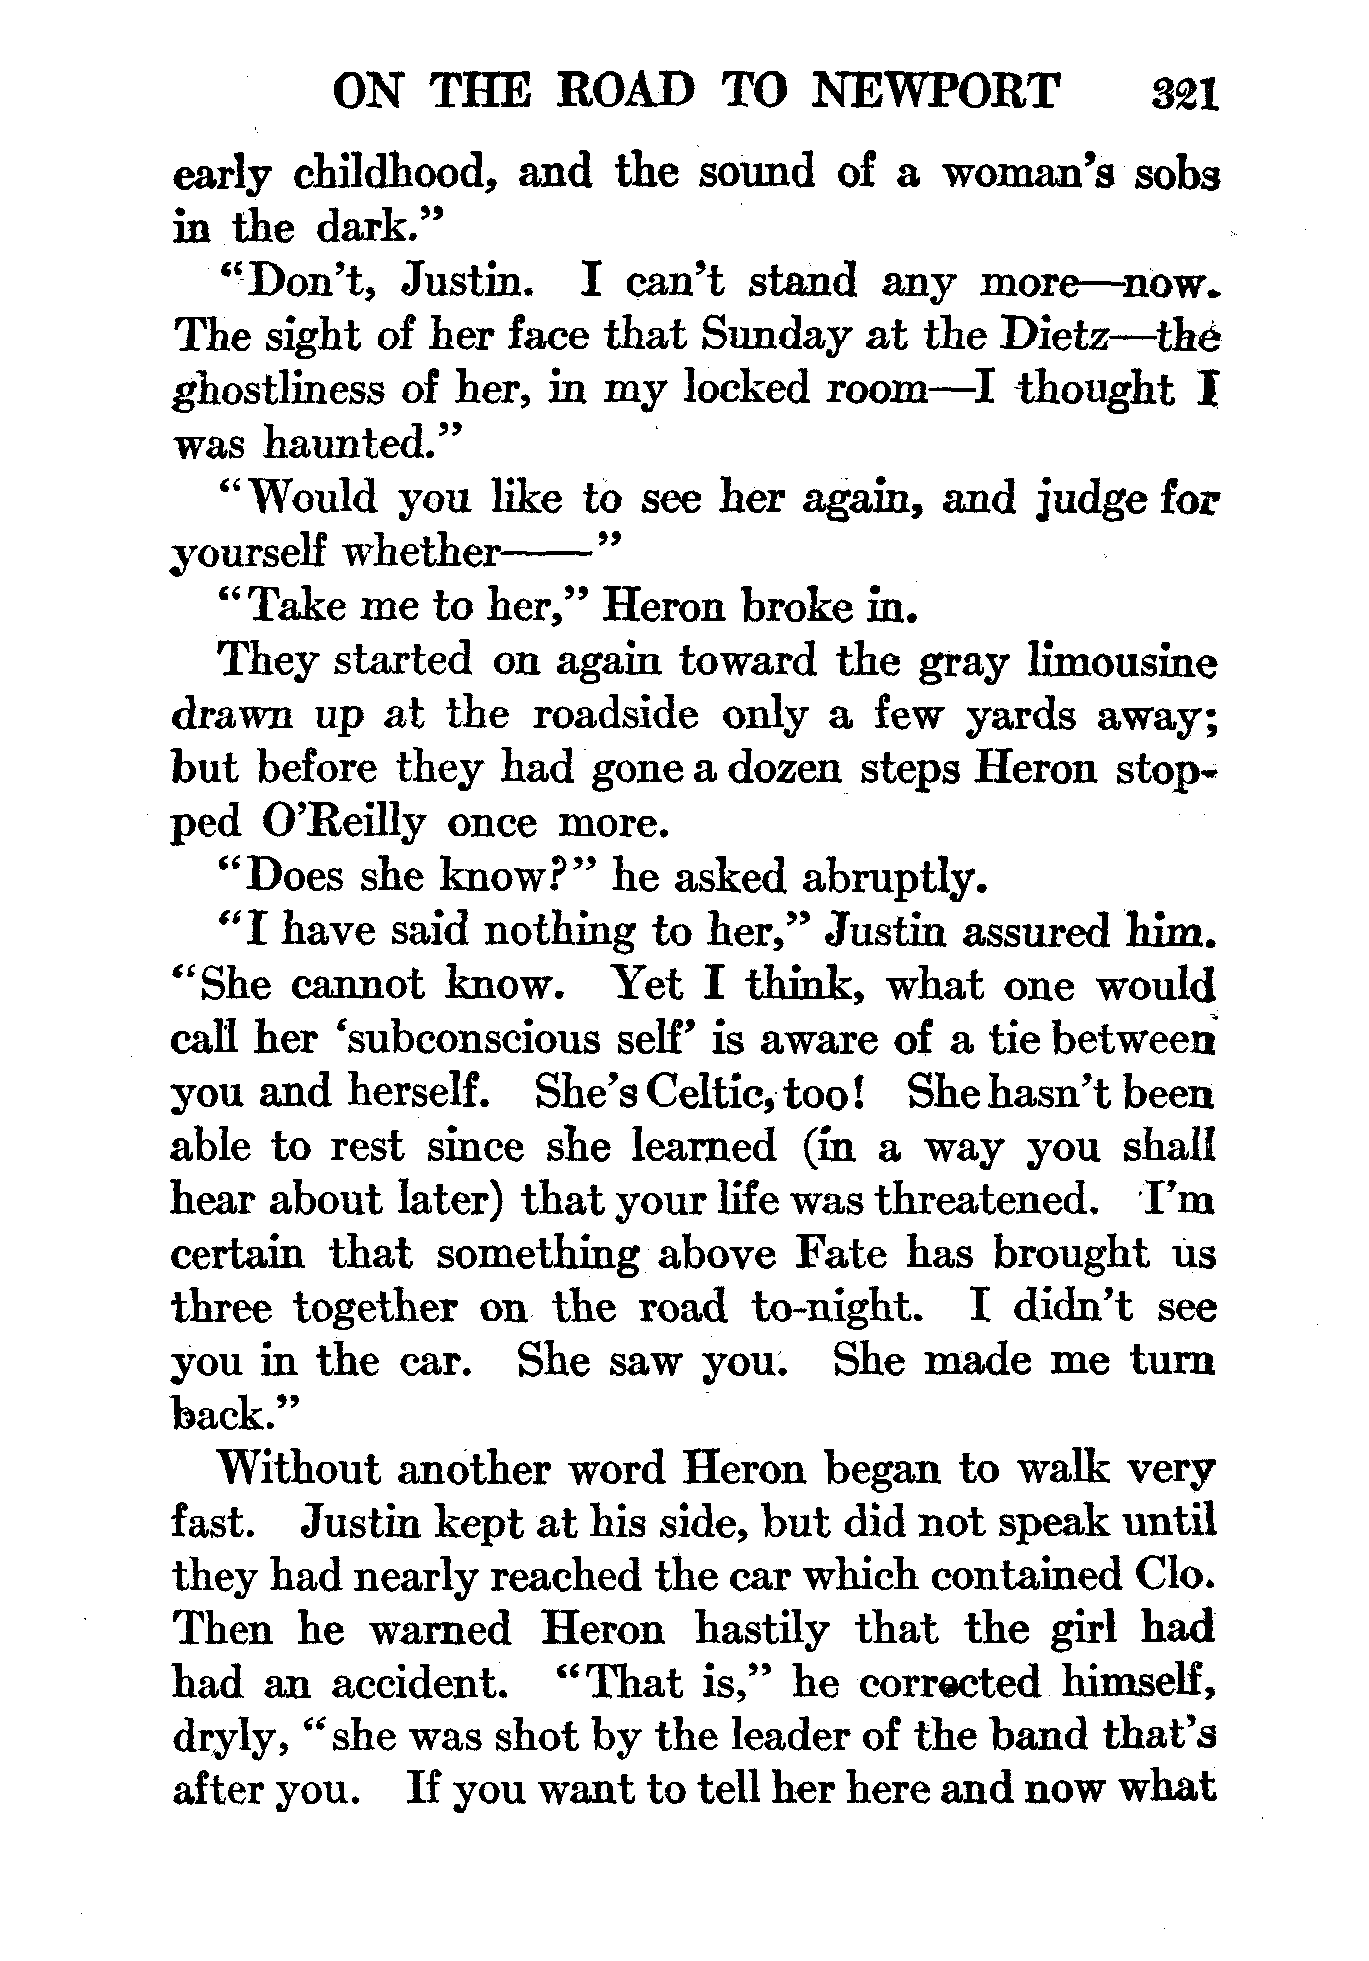 ON THE ROAD TO NEWPORT 321
early childhood, and the sound of a woman's sobs
in the dark."
"Don't, Justin. I can't stand any more—now.
The sight of her face that Sunday at the Dietz—the
ghostliness of her, in my locked room—I thought I
was haunted."
"Would you like to see her again, and judge for
yourself whether——"
"Take me to her," Heron broke in.
They started on again toward the gray limousine
drawn up at the roadside only a few yards away;
but before they had gone a dozen steps Heron stop-
ped O'Reilly once more.
"Does she know?" he asked abruptly.
"I have said nothing to her," Justin assured him.
"She cannot know. Yet I think, what one would
call her 'subconscious self' is aware of a tie between
you and herself. She's Celtic, too! She hasn't been
able to rest since she learned (in a way you shall
hear about later) that your life was threatened. I'm
certain that something above Fate has brought us
three together on the road to-night. I didn't see
you in the car. She saw you. She made me turn
back."
Without another word Heron began to walk very
fast. Justin kept at his side, but did not speak until
they had nearly reached the car which contained Clo.
Then he warned Heron hastily that the girl had
had an accident. "That is," he corrected himself,
dryly, "she was shot by the leader of the band that's
after you. If you want to tell her here and now what